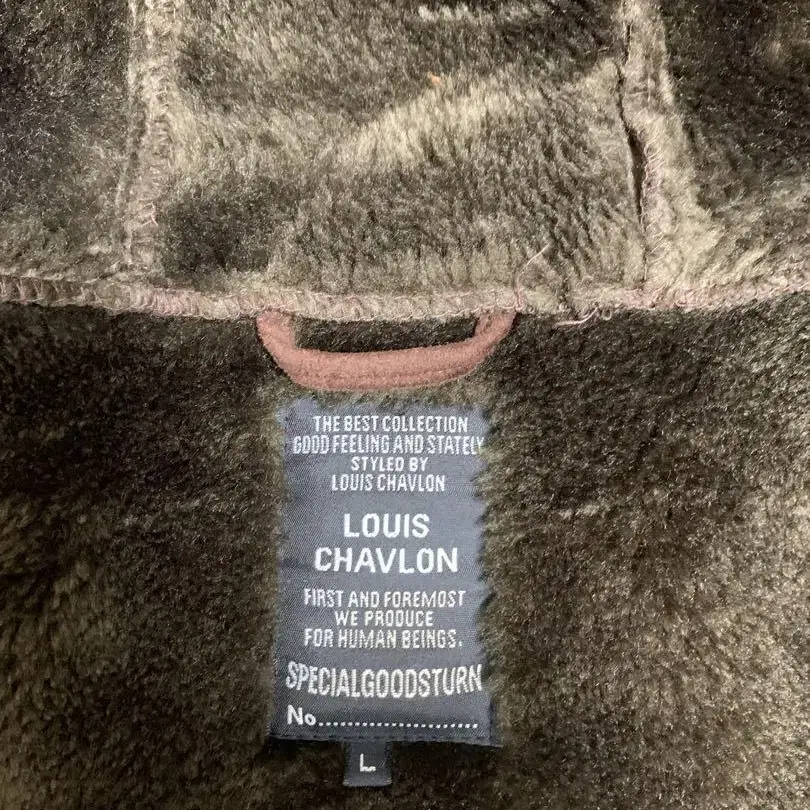 THE BEST COLLECTION
GOOD FEELING AND STATELY
STYLED BY
LOUIS CHAVLON
LOUIS
CHAVLON
FIRST AND FOREMOST
WE PRODUCE
FOR HUMAN BEINGS.
SPECIALGOODSTURN
No......................
L